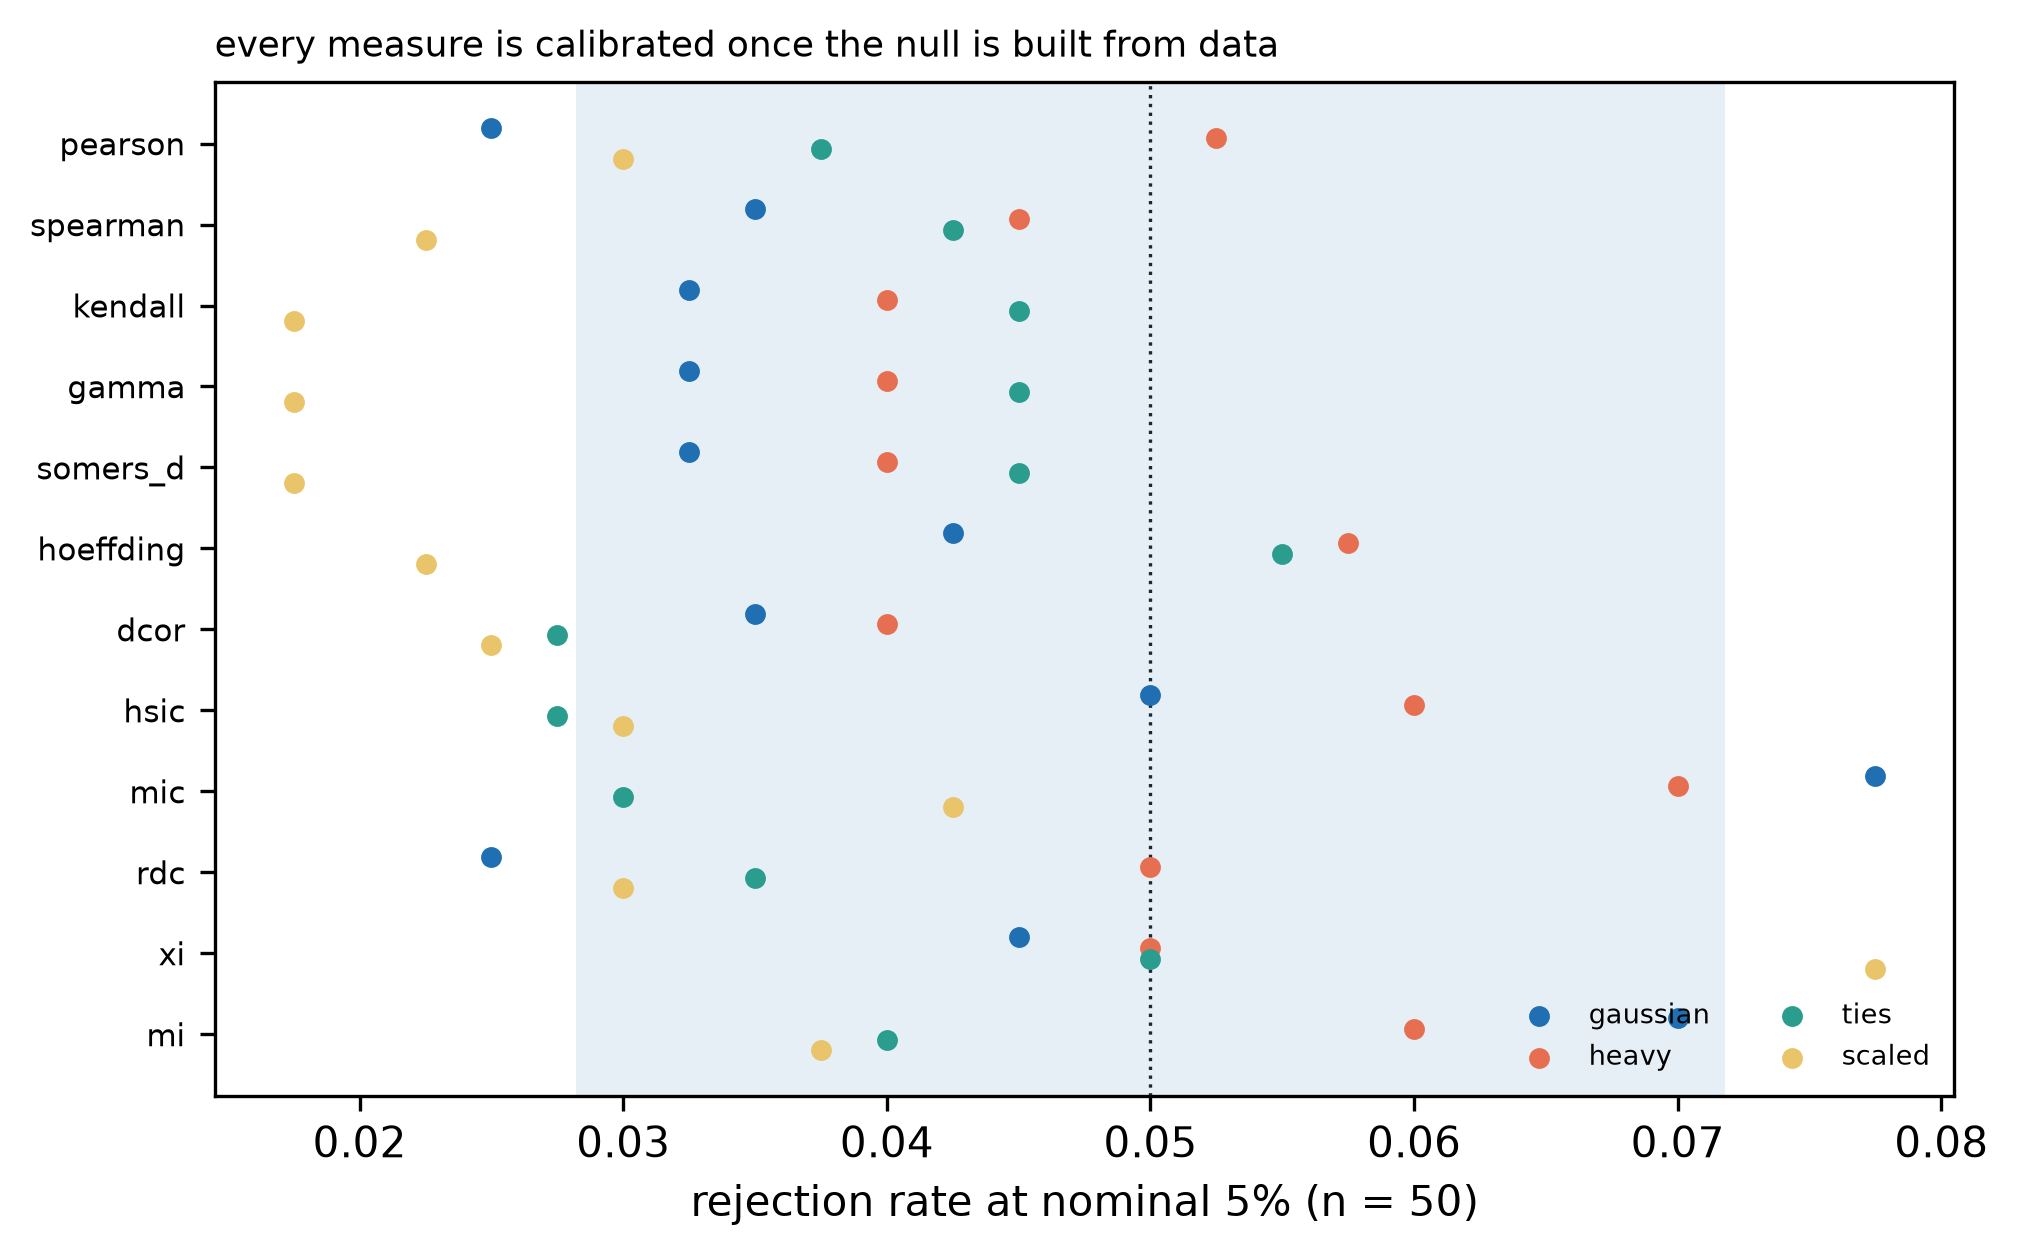 every measure is calibrated once the null is built from data
pearson
spearman
kendall
gamma
somers_d
hoeffding
dcor
hsic
mic
rdc
xi
mi
gaussian
heavy
ties
scaled
0.02 0.03 0.04 0.05 0.06 0.07 0.08
rejection rate at nominal 5% (n = 50)